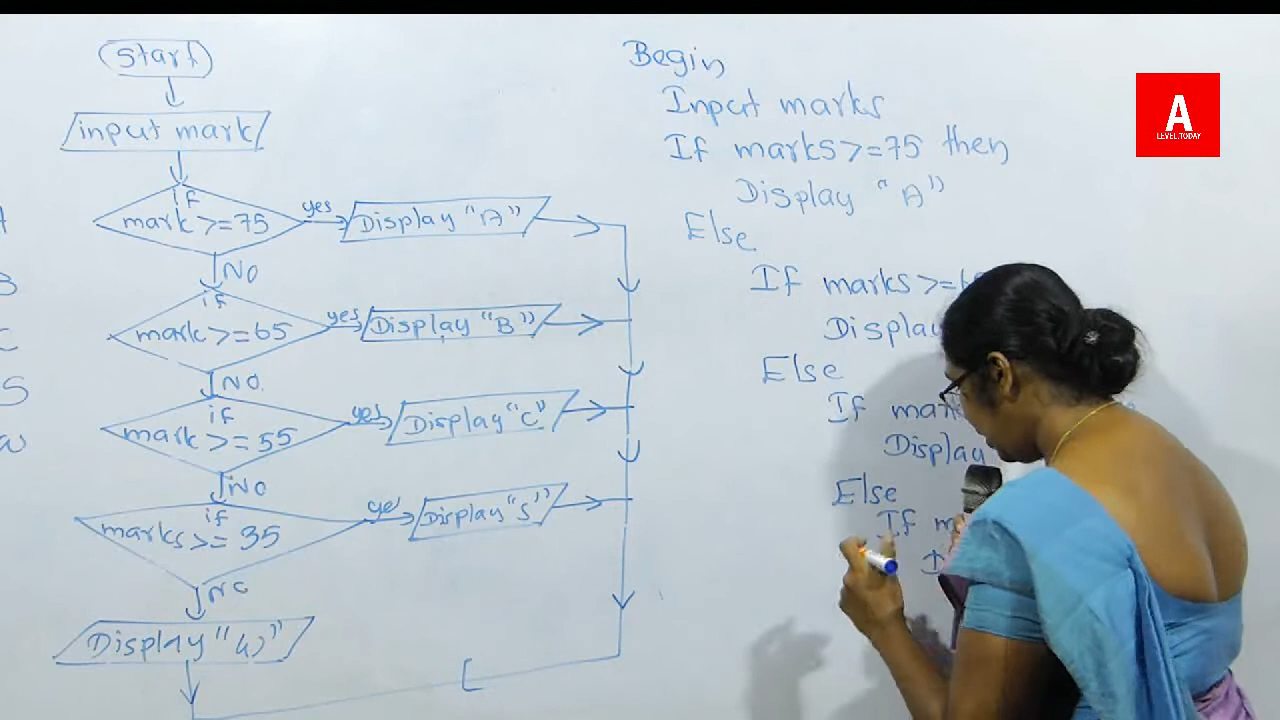 Start
input mark
if
mark >= 75
yes
Display "A"
No
if
mark >= 65
yes
Display "B"
No
if
mark >= 55
yes
Display "C"
No
if
marks >= 35
yes
Display "S"
No
Display "W"
Begin
Input marks
If marks >= 75 then
Display "A"
Else
If marks >=
Display
Else
If
Display
Else
If
A
LEVEL.TODAY
B
C
S
W